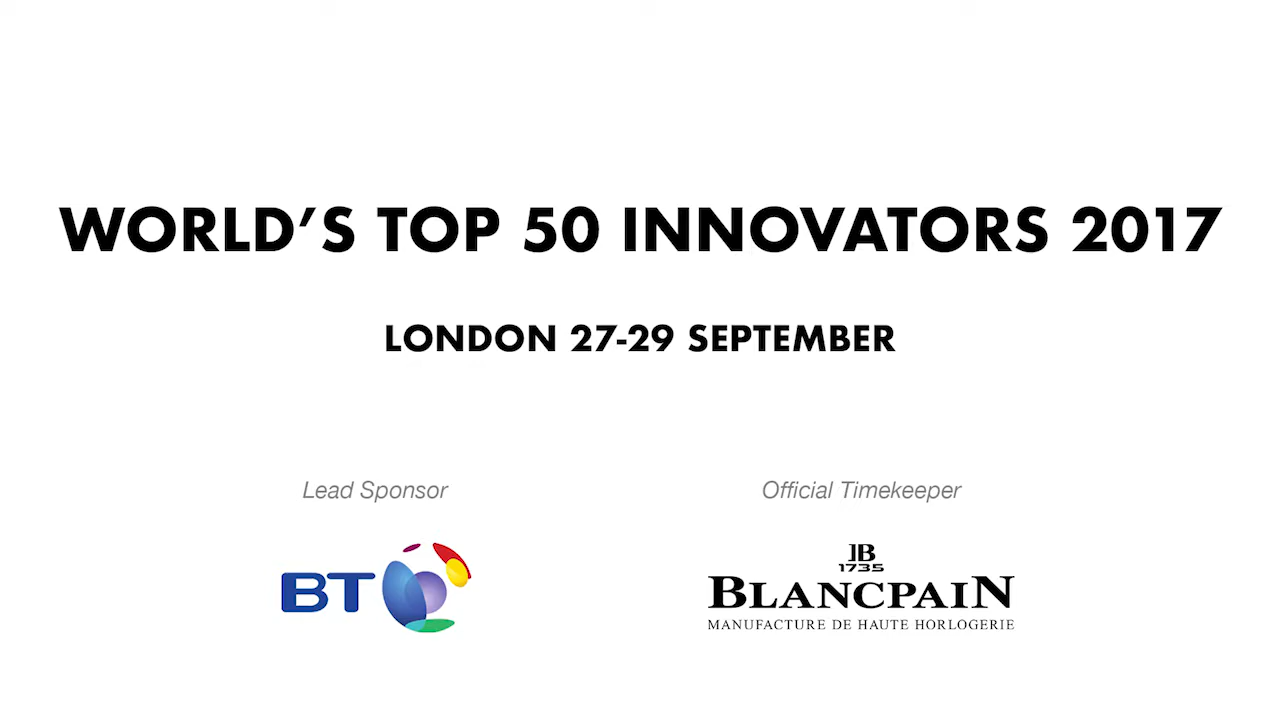 WORLD'S TOP 50 INNOVATORS 2017
LONDON 27-29 SEPTEMBER
Lead Sponsor
Official Timekeeper
BT
JB
1735
BLANCPAIN
MANUFACTURE DE HAUTE HORLOGERIE